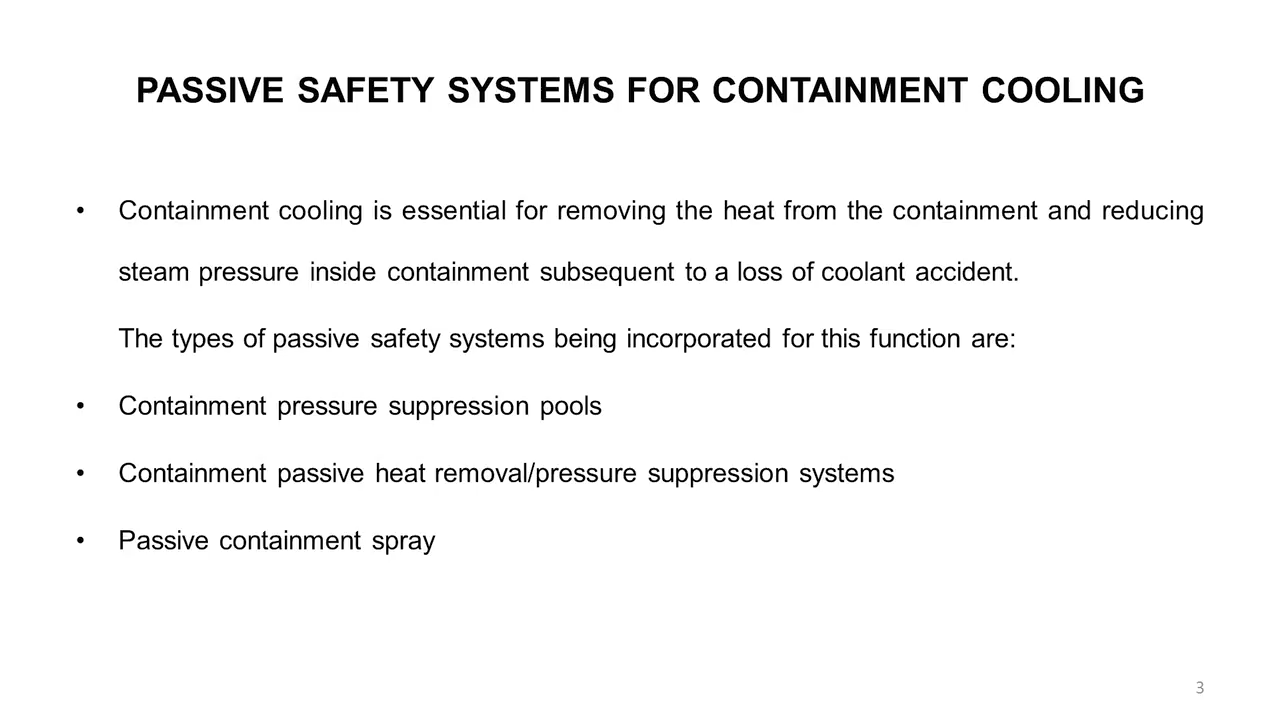 PASSIVE SAFETY SYSTEMS FOR CONTAINMENT COOLING
• Containment cooling is essential for removing the heat from the containment and reducing
steam pressure inside containment subsequent to a loss of coolant accident.
The types of passive safety systems being incorporated for this function are:
• Containment pressure suppression pools
• Containment passive heat removal/pressure suppression systems
• Passive containment spray
3